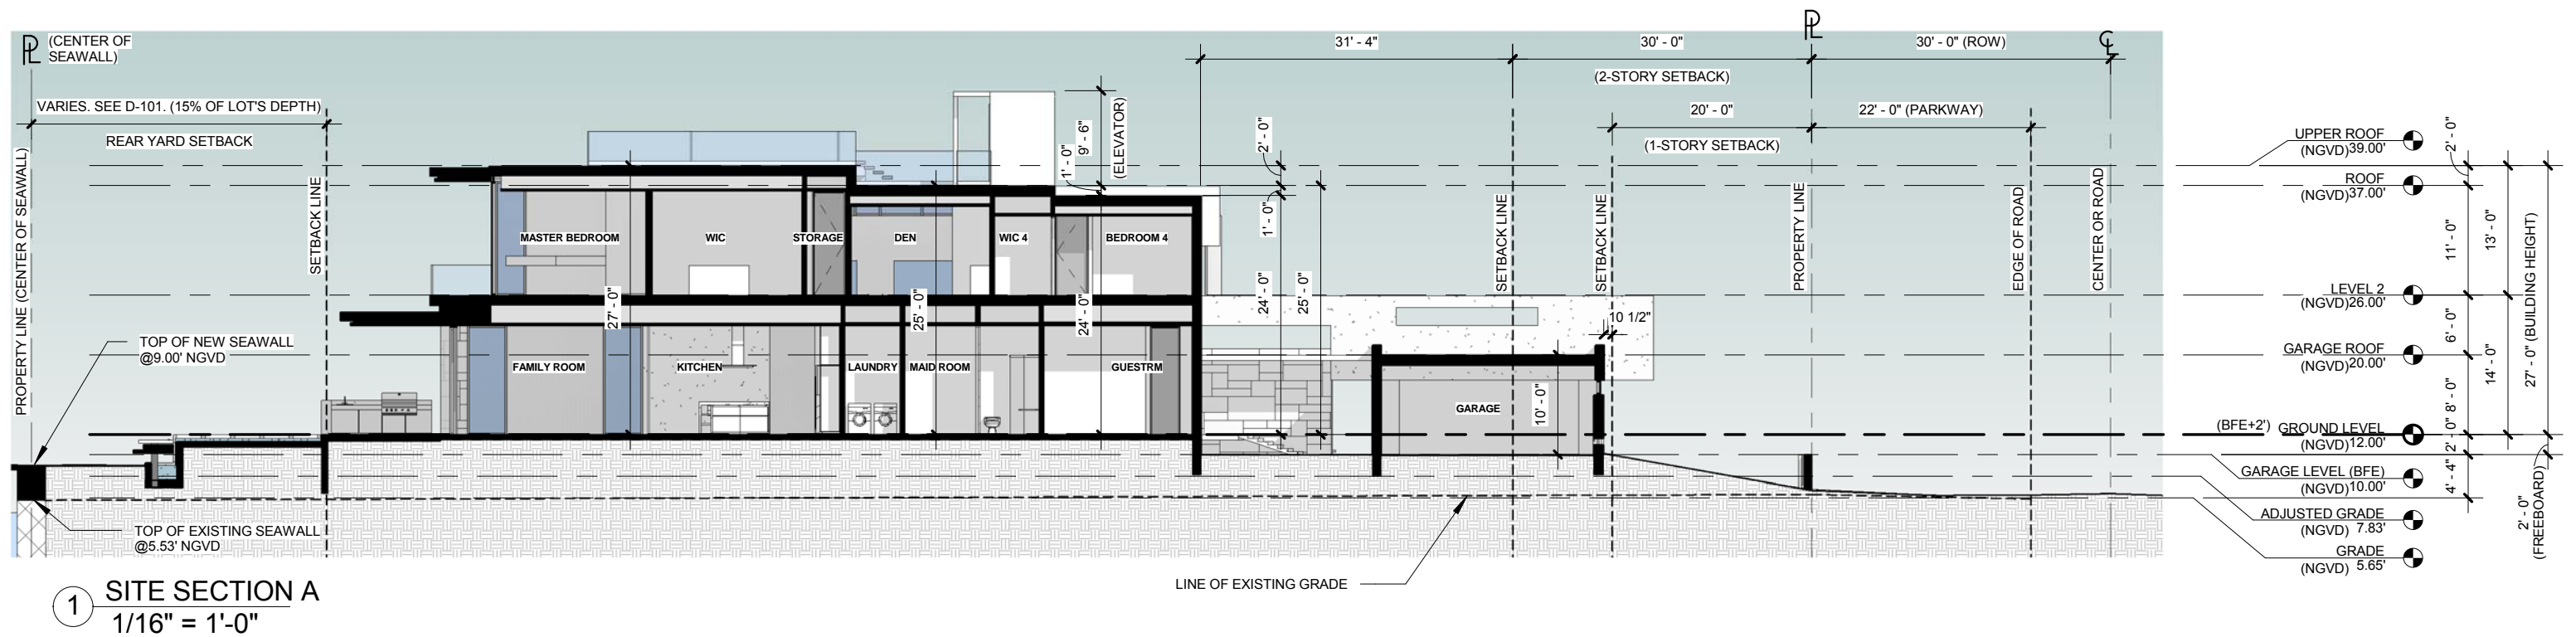 (CENTER OF
SEAWALL)
VARIES. SEE D-101. (15% OF LOT'S DEPTH)
REAR YARD SETBACK
PROPERTY LINE (CENTER OF SEAWALL)
SETBACK LINE
TOP OF NEW SEAWALL
@9.00' NGVD
TOP OF EXISTING SEAWALL
@5.53' NGVD
MASTER BEDROOM
WIC
STORAGE
DEN
WIC 4
BEDROOM 4
27' - 0"
25' - 0"
24' - 0"
FAMILY ROOM
KITCHEN
LAUNDRY
MAID ROOM
GUESTRM
1' - 0"
9' - 6"
(ELEVATOR)
2' - 0"
1' - 0"
24' - 0"
25' - 0"
31' - 4"
30' - 0"
30' - 0" (ROW)
(2-STORY SETBACK)
20' - 0"
22' - 0" (PARKWAY)
(1-STORY SETBACK)
SETBACK LINE
SETBACK LINE
PROPERTY LINE
EDGE OF ROAD
CENTER OR ROAD
10 1/2"
10' - 0"
GARAGE
UPPER ROOF
(NGVD)39.00'
ROOF
(NGVD)37.00'
LEVEL 2
(NGVD)26.00'
GARAGE ROOF
(NGVD)20.00'
(BFE+2') GROUND LEVEL
(NGVD)12.00'
GARAGE LEVEL (BFE)
(NGVD)10.00'
ADJUSTED GRADE
(NGVD) 7.83'
GRADE
(NGVD) 5.65'
2' - 0"
11' - 0"
6' - 0"
8' - 0"
2' - 0"
4' - 4"
13' - 0"
14' - 0"
27' - 0" (BUILDING HEIGHT)
2' - 0"
(FREEBOARD)
LINE OF EXISTING GRADE
1
SITE SECTION A
1/16" = 1'-0"